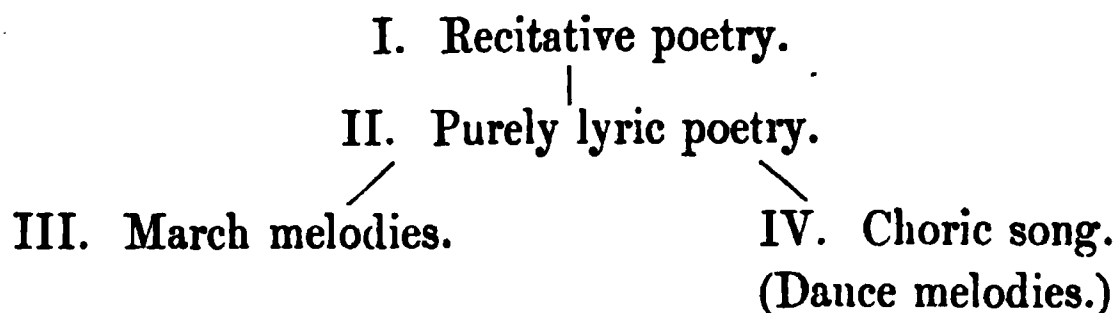 I. Recitative poetry.
II. Purely lyric poetry.
III. March melodies.
IV. Choric song.
(Dance melodies.)